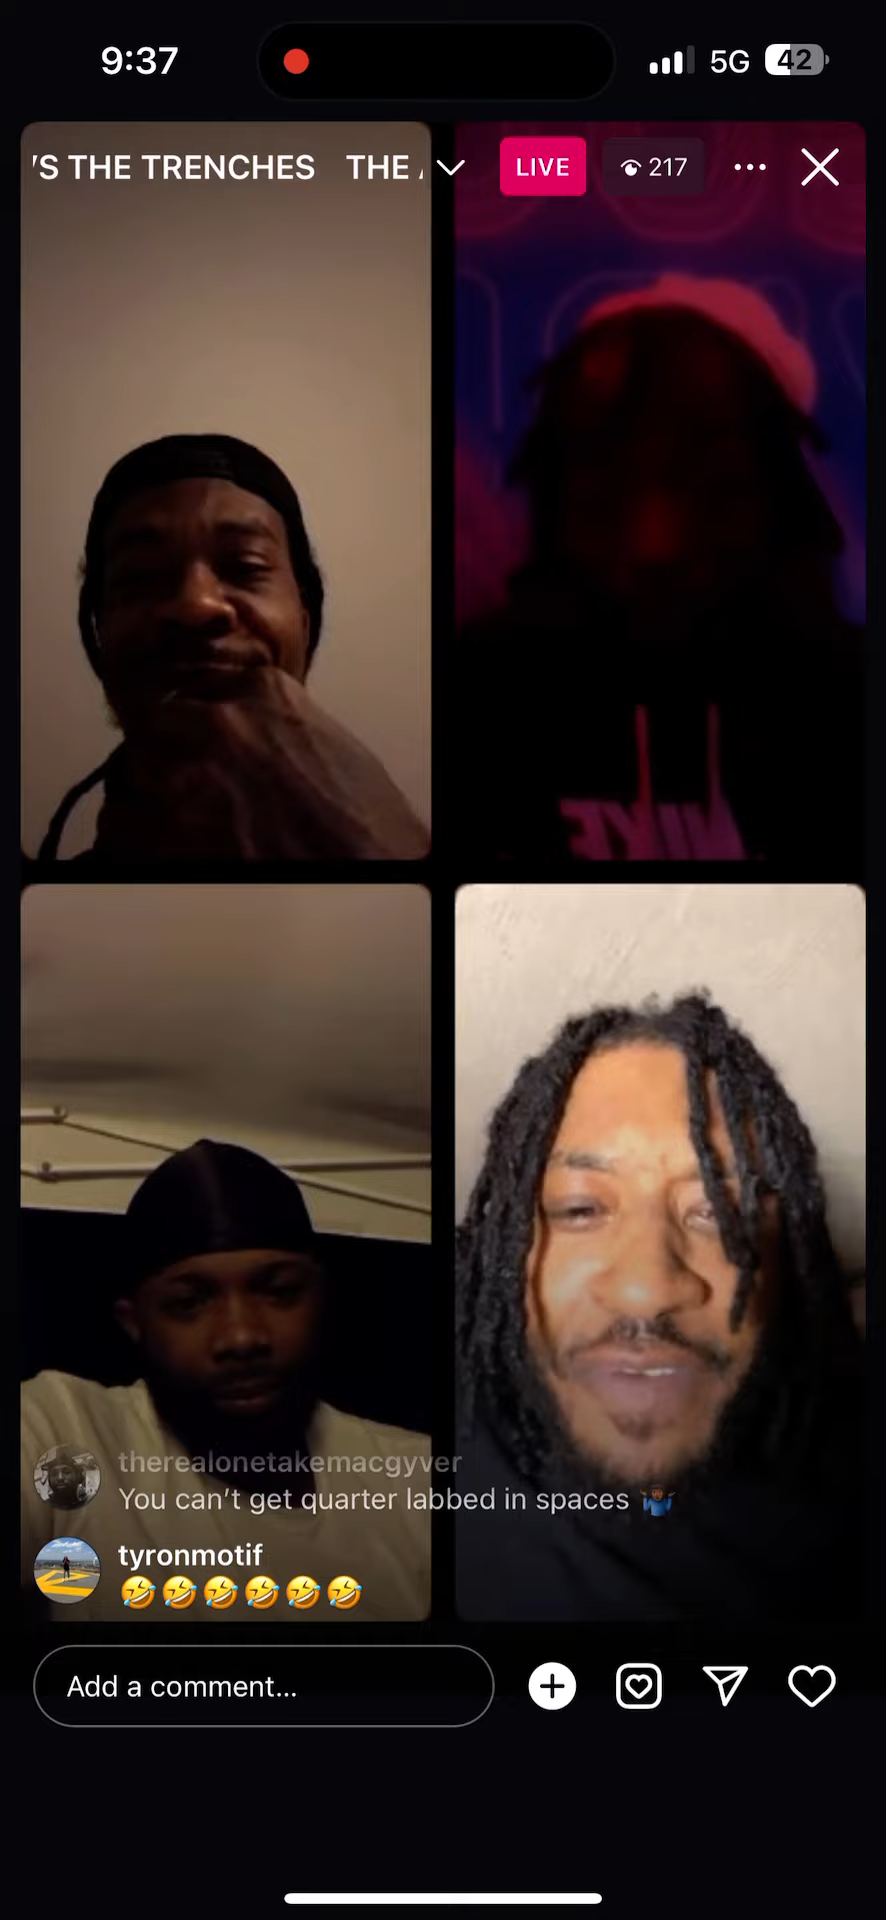 9:37
5G
42
'S THE TRENCHES THE
LIVE
217
NIKE
therealonetakemacgyver
You can't get quarter labbed in spaces 🤷🏾‍♂️
tyronmotif
🤣🤣🤣🤣🤣🤣
Add a comment...